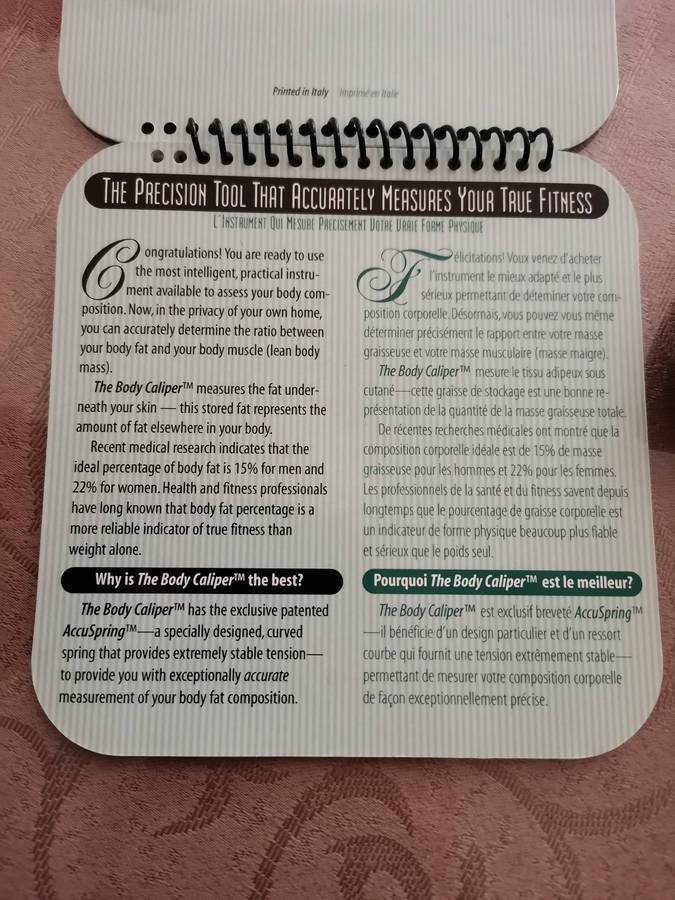 Printed in Italy Imprimé en Italie
THE PRECISION TOOL THAT ACCURATELY MEASURES YOUR TRUE FITNESS
L'INSTRUMENT QUI MESURE PRECISEMENT VOTRE VRAIE FORME PHYSIQUE
Congratulations! You are ready to use
the most intelligent, practical instru-
ment available to assess your body com-
position. Now, in the privacy of your own home,
you can accurately determine the ratio between
your body fat and your body muscle (lean body
mass).
The Body Caliper™ measures the fat under-
neath your skin — this stored fat represents the
amount of fat elsewhere in your body.
Recent medical research indicates that the
ideal percentage of body fat is 15% for men and
22% for women. Health and fitness professionals
have long known that body fat percentage is a
more reliable indicator of true fitness than
weight alone.
Why is The Body Caliper™ the best?
The Body Caliper™ has the exclusive patented
AccuSpring™—a specially designed, curved
spring that provides extremely stable tension—
to provide you with exceptionally accurate
measurement of your body fat composition.
Félicitations! Voux venez d'acheter
l'instrument le mieux adapté et le plus
sérieux permettant de déteminer votre com-
position corporelle. Désormais, vous pouvez vous même
déterminer précisément le rapport entre votre masse
graisseuse et votre masse musculaire (masse maigre).
The Body Caliper™ mesure le tissu adipeux sous
cutané—cette graisse de stockage est une bonne re-
présentation de la quantité de la masse graisseuse totale.
De récentes recherches médicales ont montré que la
composition corporelle idéale est de 15% de masse
graisseuse pour les hommes et 22% pour les femmes.
Les professionnels de la santé et du fitness savent depuis
longtemps que le pourcentage de graisse corporelle est
un indicateur de forme physique beaucoup plus fiable
et sérieux que le poids seul.
Pourquoi The Body Caliper™ est le meilleur?
The Body Caliper™ est exclusif breveté AccuSpring™
—il bénéficie d'un design particulier et d'un ressort
courbe qui fournit une tension extrêmement stable—
permettant de mesurer votre composition corporelle
de façon exceptionnellement précise.